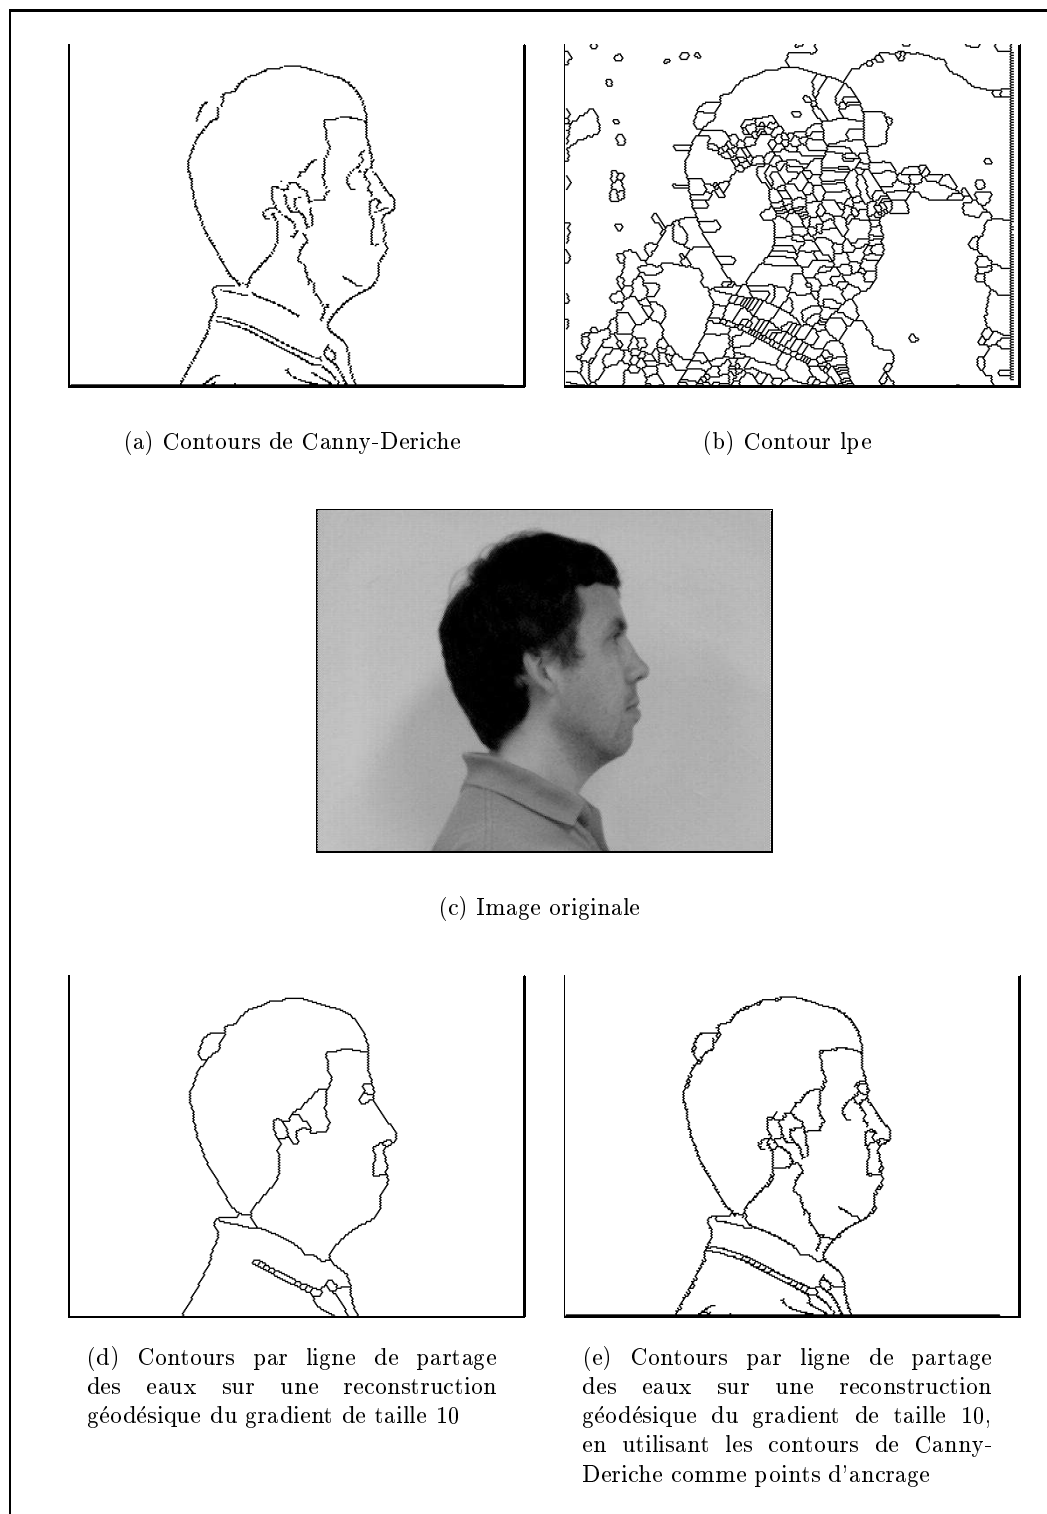 (a) Contours de Canny-Deriche
(b) Contour lpe
(c) Image originale
(d) Contours par ligne de partage
des eaux sur une reconstruction
géodésique du gradient de taille 10
(e) Contours par ligne de partage
des eaux sur une reconstruction
géodésique du gradient de taille 10,
en utilisant les contours de Canny-
Deriche comme points d'ancrage